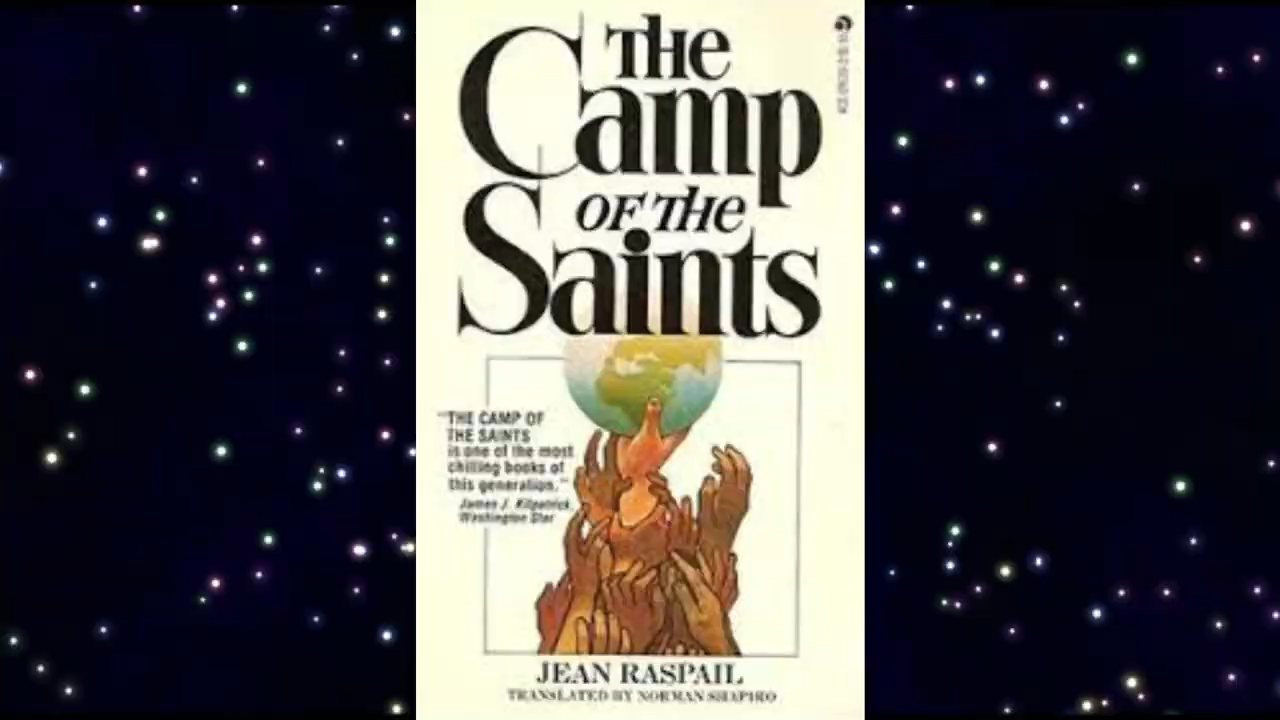 The
Camp
OF THE
Saints
"THE CAMP OF
THE SAINTS
is one of the most
chilling books of
this generation."
James J. Kilpatrick,
Washington Star
JEAN RASPAIL
TRANSLATED BY NORMAN SHAPIRO